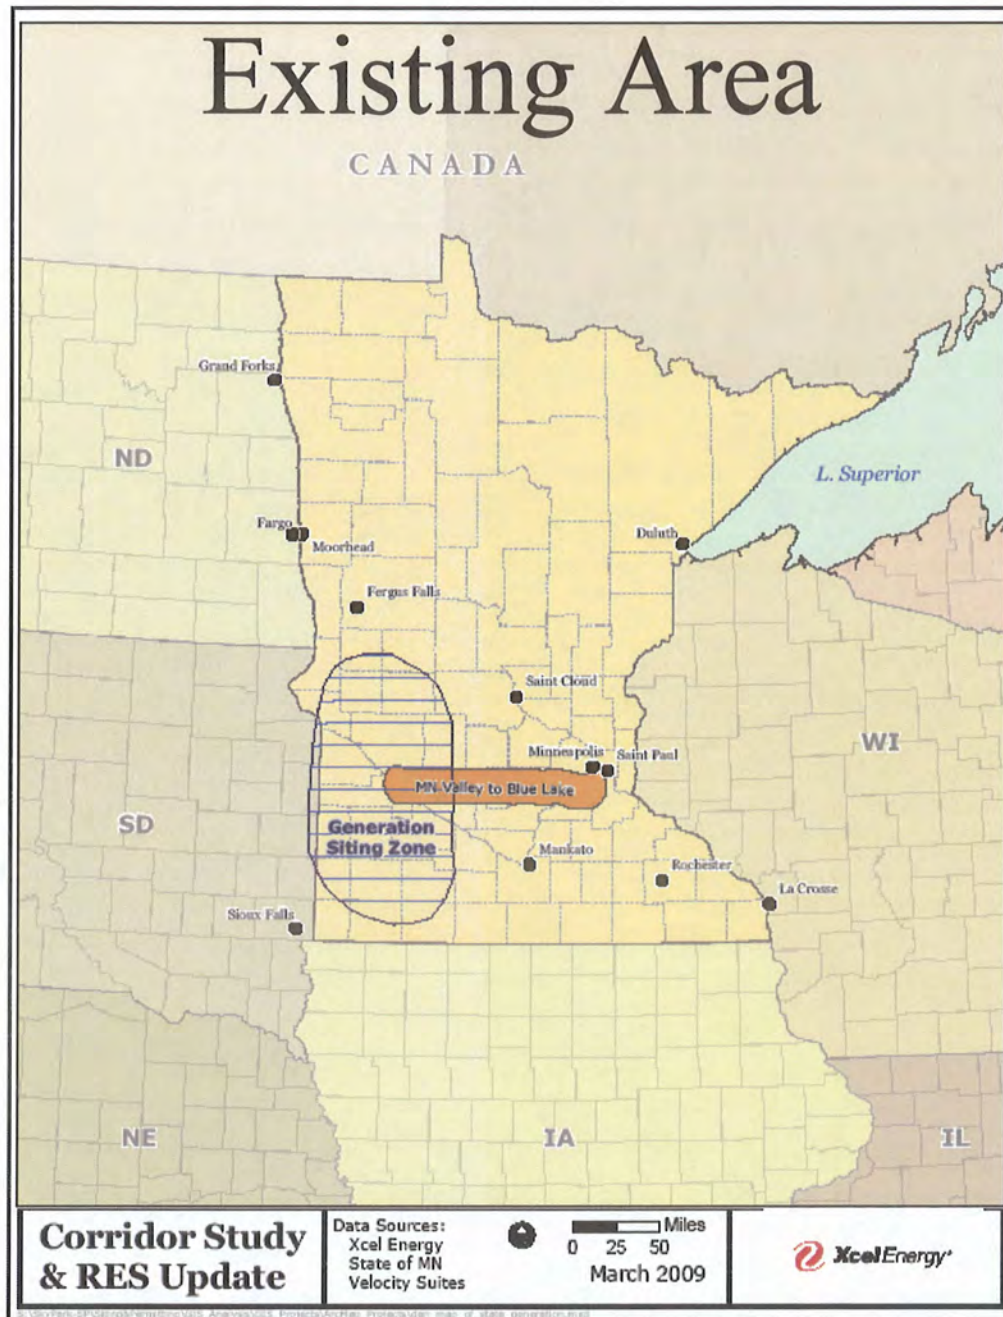 Existing Area
CANADA
Grand Forks
ND
L. Superior
Fargo
Moorhead
Duluth
Fergus Falls
Saint Cloud
Minneapolis
Saint Paul
WI
MN Valley to Blue Lake
SD
Generation
Siting Zone
Mankato
Rochester
La Crosse
Sioux Falls
NE
IA
IL
Corridor Study
& RES Update
Data Sources:
Xcel Energy
State of MN
Velocity Suites
Miles
0 25 50
March 2009
Xcel Energy